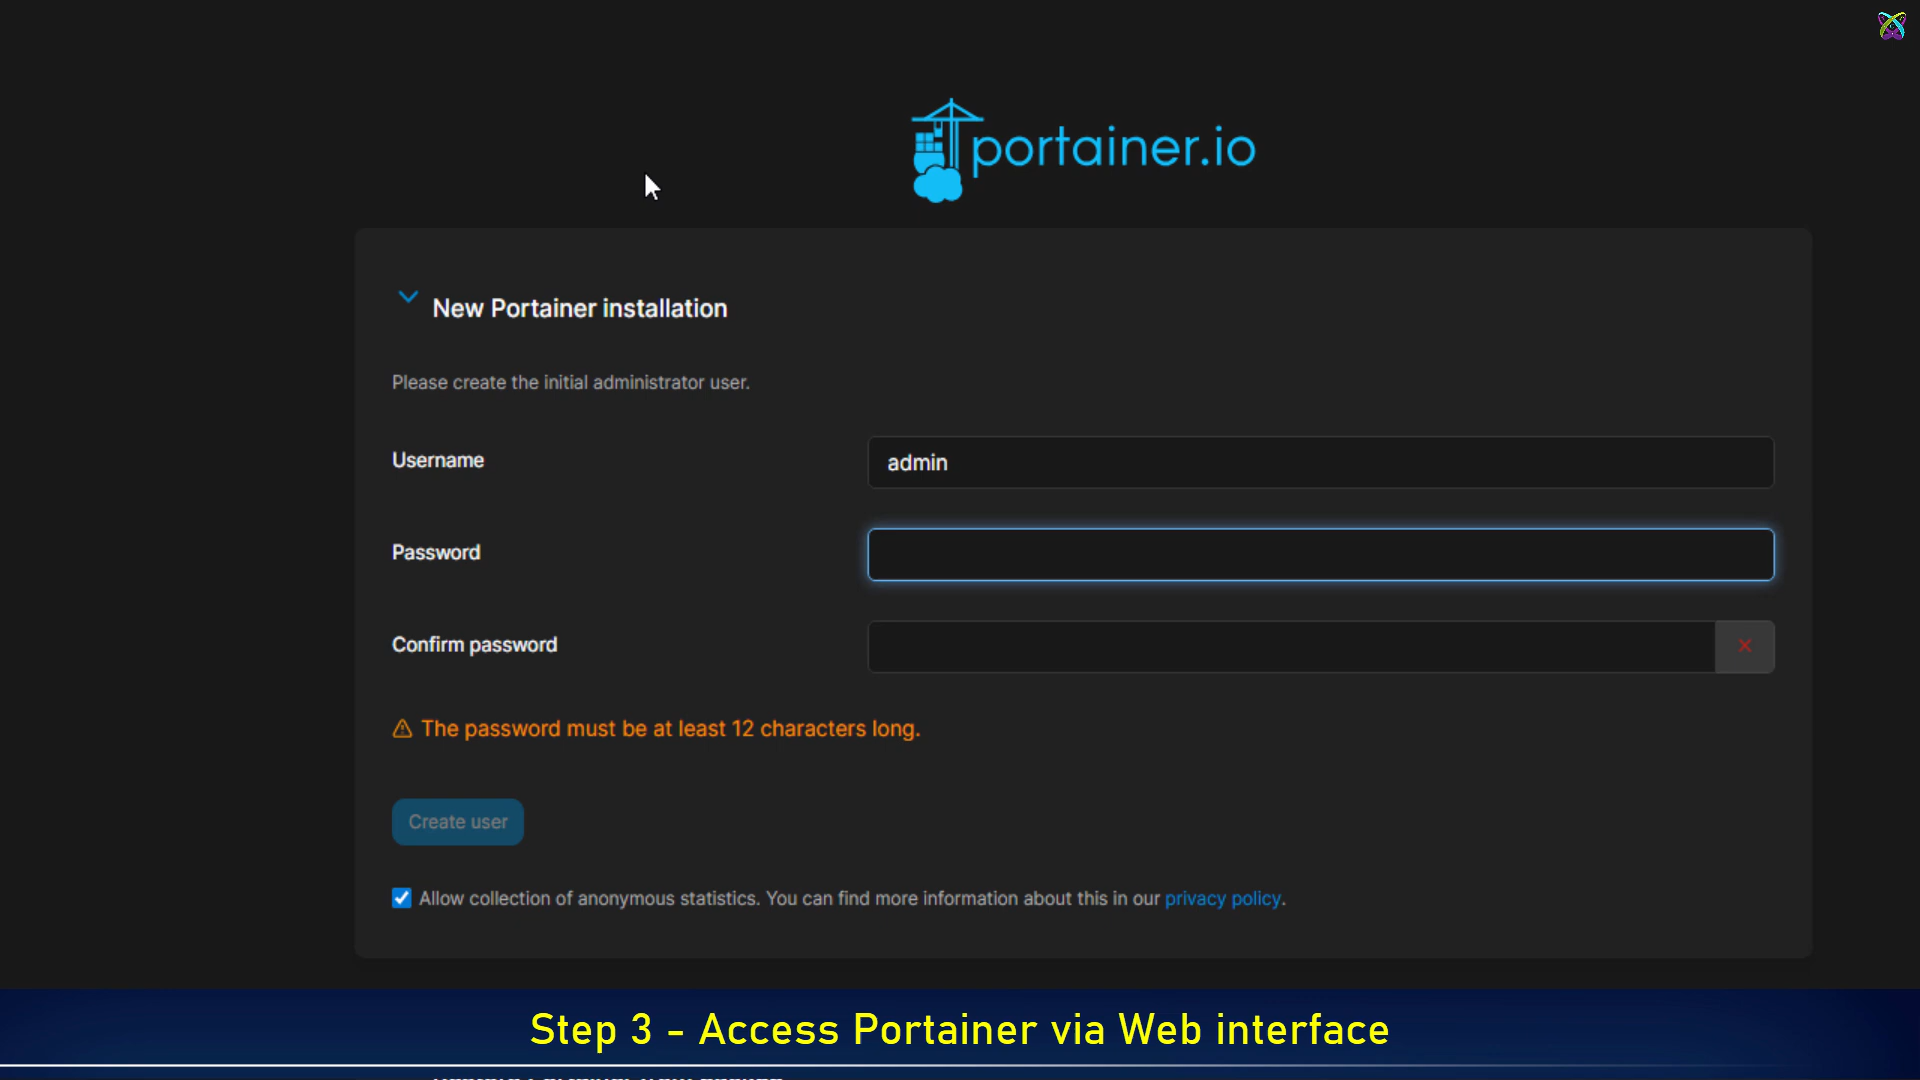 portainer.io
New Portainer installation
Please create the initial administrator user.
Username
admin
Password
Confirm password
The password must be at least 12 characters long.
Create user
Allow collection of anonymous statistics. You can find more information about this in our privacy policy.
Step 3 - Access Portainer via Web interface